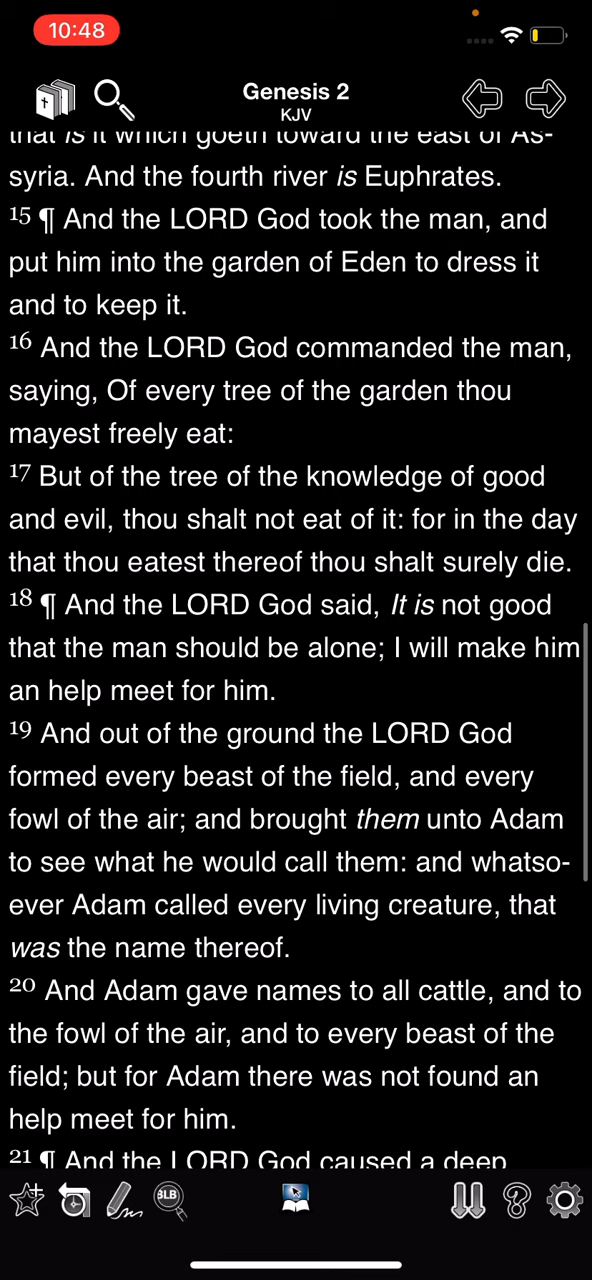 10:48
Genesis 2
KJV
that is it which goeth toward the east of As-
syria. And the fourth river is Euphrates.
15 ¶ And the LORD God took the man, and
put him into the garden of Eden to dress it
and to keep it.
16 And the LORD God commanded the man,
saying, Of every tree of the garden thou
mayest freely eat:
17 But of the tree of the knowledge of good
and evil, thou shalt not eat of it: for in the day
that thou eatest thereof thou shalt surely die.
18 ¶ And the LORD God said, It is not good
that the man should be alone; I will make him
an help meet for him.
19 And out of the ground the LORD God
formed every beast of the field, and every
fowl of the air; and brought them unto Adam
to see what he would call them: and whatso-
ever Adam called every living creature, that
was the name thereof.
20 And Adam gave names to all cattle, and to
the fowl of the air, and to every beast of the
field; but for Adam there was not found an
help meet for him.
21 ¶ And the LORD God caused a deep
BLB